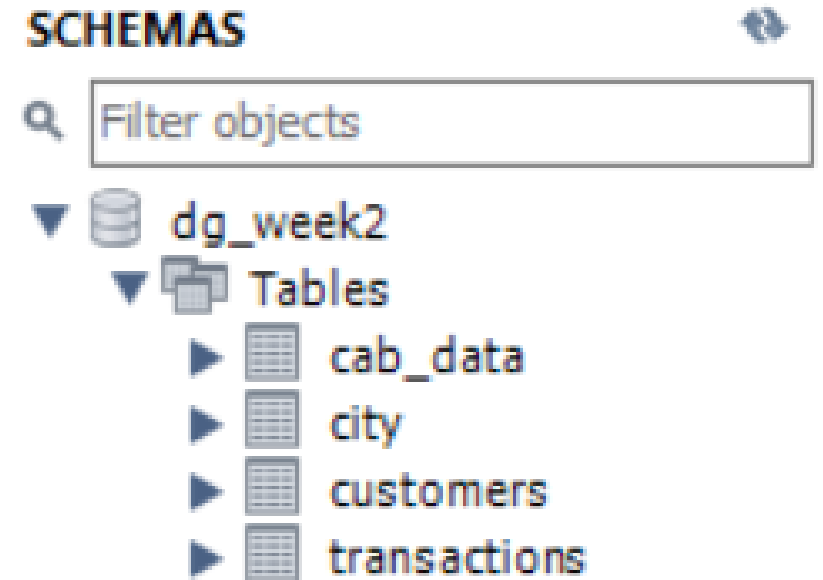 SCHEMAS
Filter objects
dg_week2
Tables
cab_data
city
customers
transactions